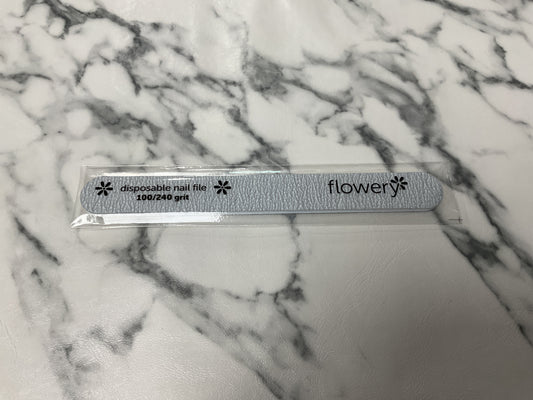 disposable nail file
100/240 grit
flowery